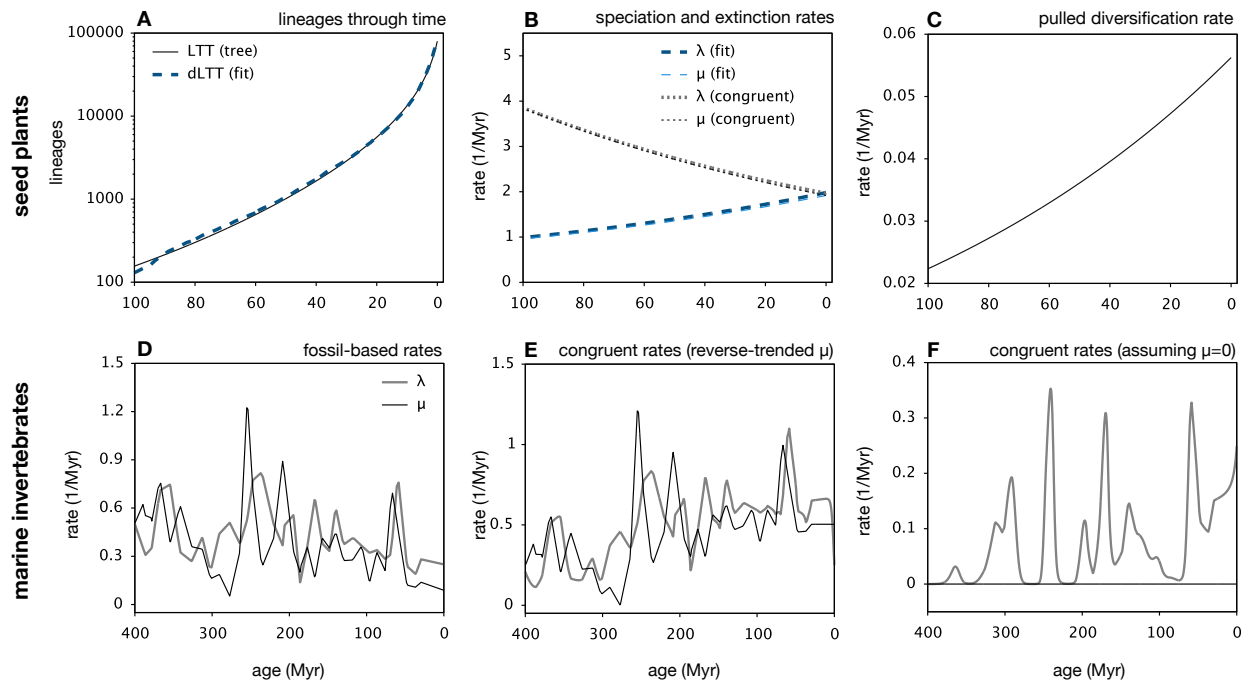 A lineages through time
100000
10000
1000
100
lineages
LTT (tree)
dLTT (fit)
100 80 60 40 20 0
B speciation and extinction rates
5
4
3
2
1
0
rate (1/Myr)
λ (fit)
μ (fit)
λ (congruent)
μ (congruent)
100 80 60 40 20 0
C pulled diversification rate
0.06
0.05
0.04
0.03
0.02
rate (1/Myr)
100 80 60 40 20 0
seed plants
D fossil-based rates
1.5
1.2
0.9
0.6
0.3
0
rate (1/Myr)
λ
μ
400 300 200 100 0
age (Myr)
E congruent rates (reverse-trended μ)
1.5
1
0.5
0
rate (1/Myr)
400 300 200 100 0
age (Myr)
F congruent rates (assuming μ=0)
0.4
0.3
0.2
0.1
0
rate (1/Myr)
400 300 200 100 0
age (Myr)
marine invertebrates